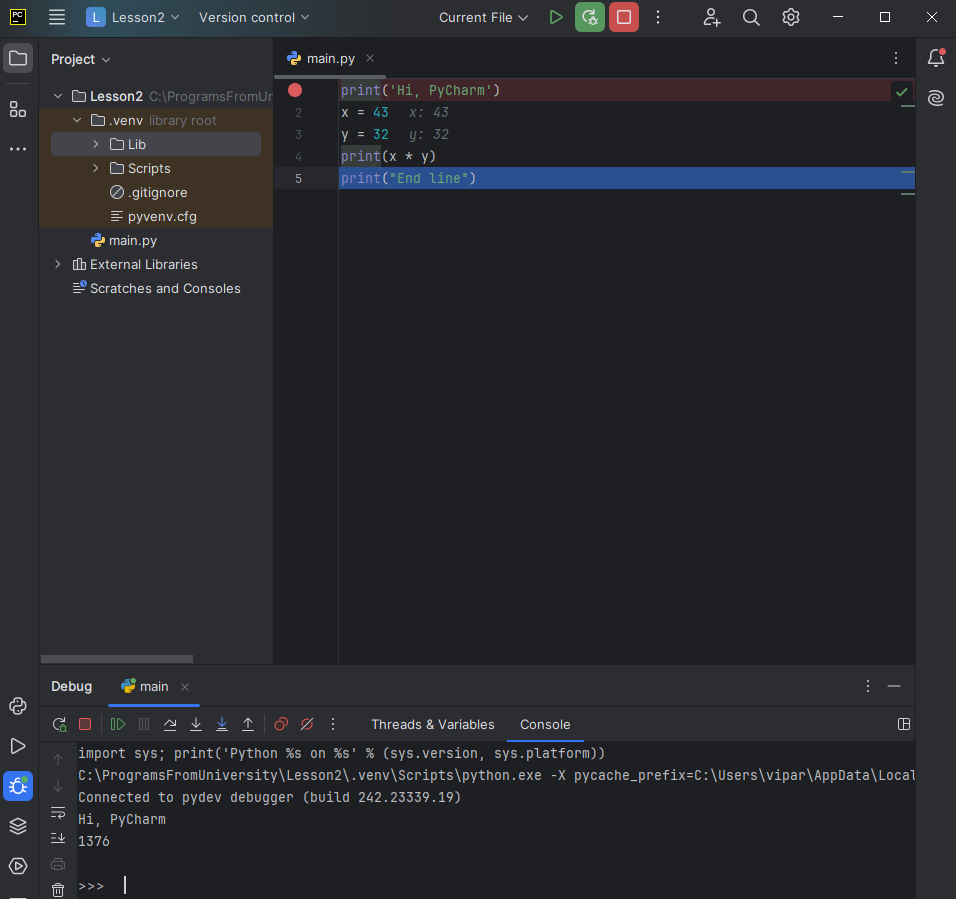 PC
L Lesson2 Version control Current File
Project
main.py
Lesson2 C:\ProgramsFromUr
.venv library root
Lib
Scripts
.gitignore
pyvenv.cfg
main.py
External Libraries
Scratches and Consoles
print('Hi, PyCharm')
2 x = 43 x: 43
3 y = 32 y: 32
4 print(x * y)
5 print("End line")
Debug main
Threads & Variables Console
import sys; print('Python %s on %s' % (sys.version, sys.platform))
C:\ProgramsFromUniversity\Lesson2\.venv\Scripts\python.exe -X pycache_prefix=C:\Users\vipar\AppData\Local
Connected to pydev debugger (build 242.23339.19)
Hi, PyCharm
1376
>>>